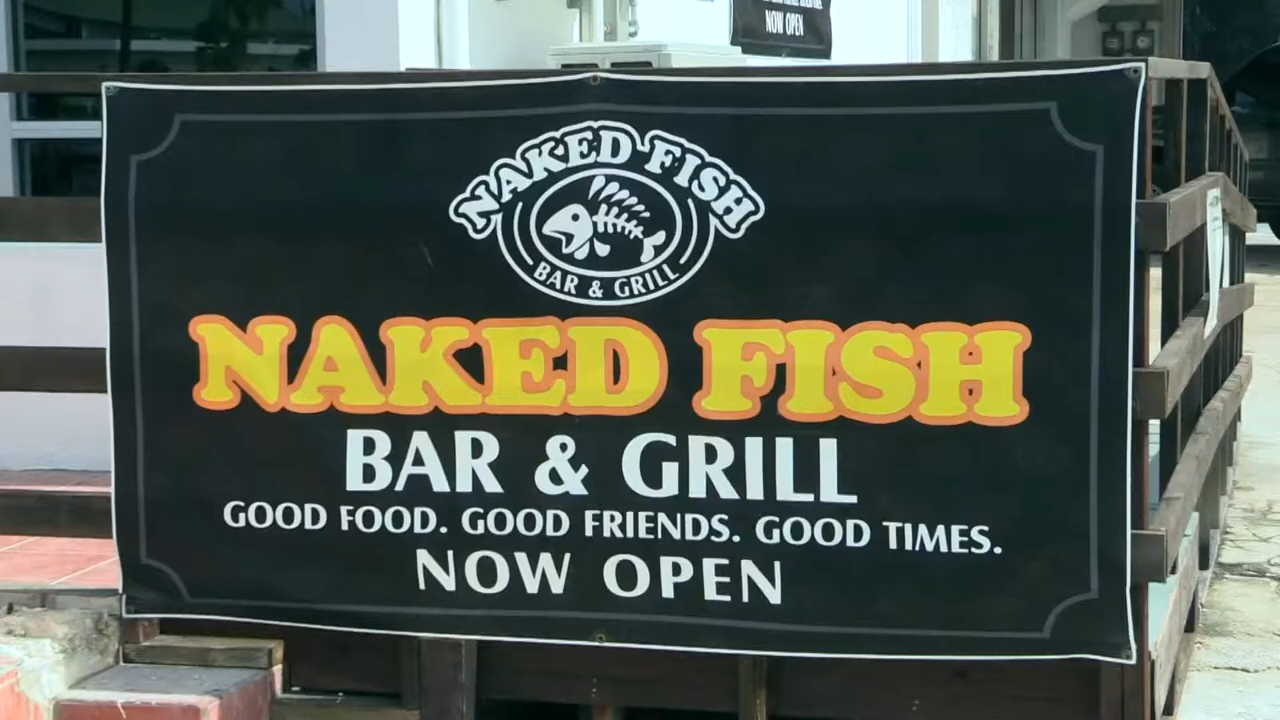 NOW OPEN
NAKED FISH
BAR & GRILL
NAKED FISH
BAR & GRILL
GOOD FOOD. GOOD FRIENDS. GOOD TIMES.
NOW OPEN